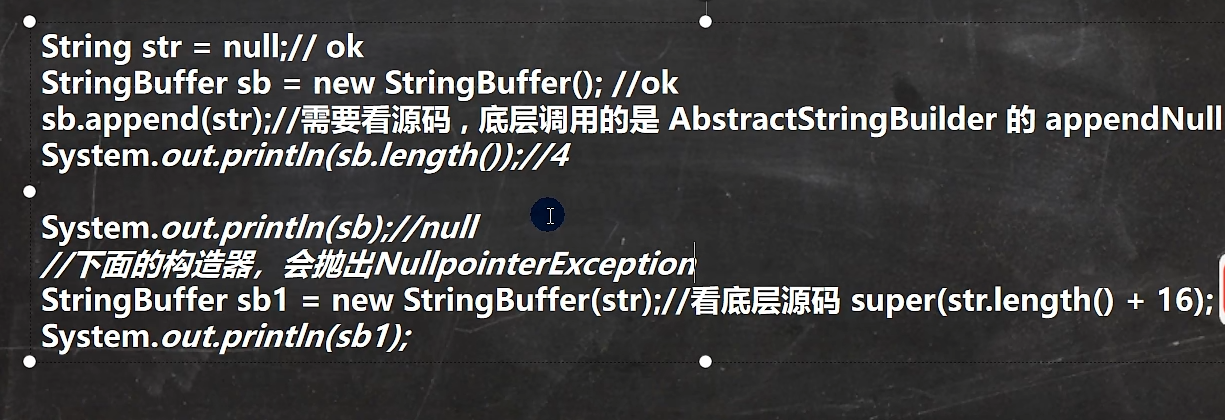 String str = null;// ok
StringBuffer sb = new StringBuffer(); //ok
sb.append(str);//需要看源码，底层调用的是 AbstractStringBuilder 的 appendNull
System.out.println(sb.length());//4
System.out.println(sb);//null
//下面的构造器，会抛出NullpointerException
StringBuffer sb1 = new StringBuffer(str);//看底层源码 super(str.length() + 16);
System.out.println(sb1);